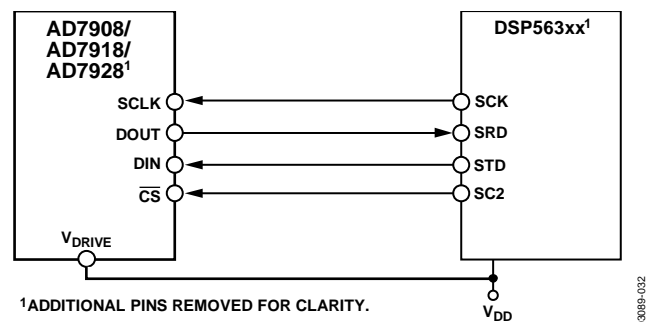 AD7908/
AD7918/
AD7928¹
DSP563xx¹
SCLK
SCK
DOUT
SRD
DIN
STD
C̅S̅
SC2
VDRIVE
¹ADDITIONAL PINS REMOVED FOR CLARITY.
VDD
03089-032